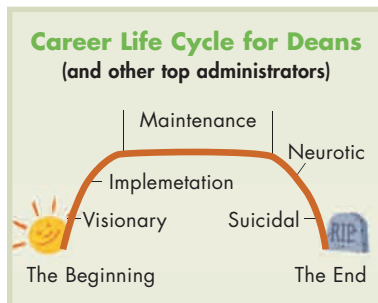 Career Life Cycle for Deans
(and other top administrators)
Maintenance
Neurotic
Implemetation
Visionary
Suicidal
RIP
The Beginning
The End